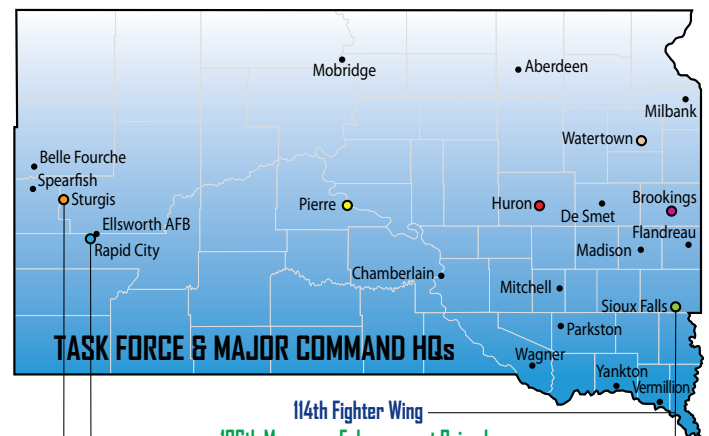 Mobridge
Aberdeen
Milbank
Watertown
Belle Fourche
Spearfish
Sturgis
Pierre
Huron
De Smet
Brookings
Ellsworth AFB
Rapid City
Flandreau
Madison
Chamberlain
Mitchell
Sioux Falls
Parkston
TASK FORCE & MAJOR COMMAND HQs
Wagner
Yankton
Vermillion
114th Fighter Wing